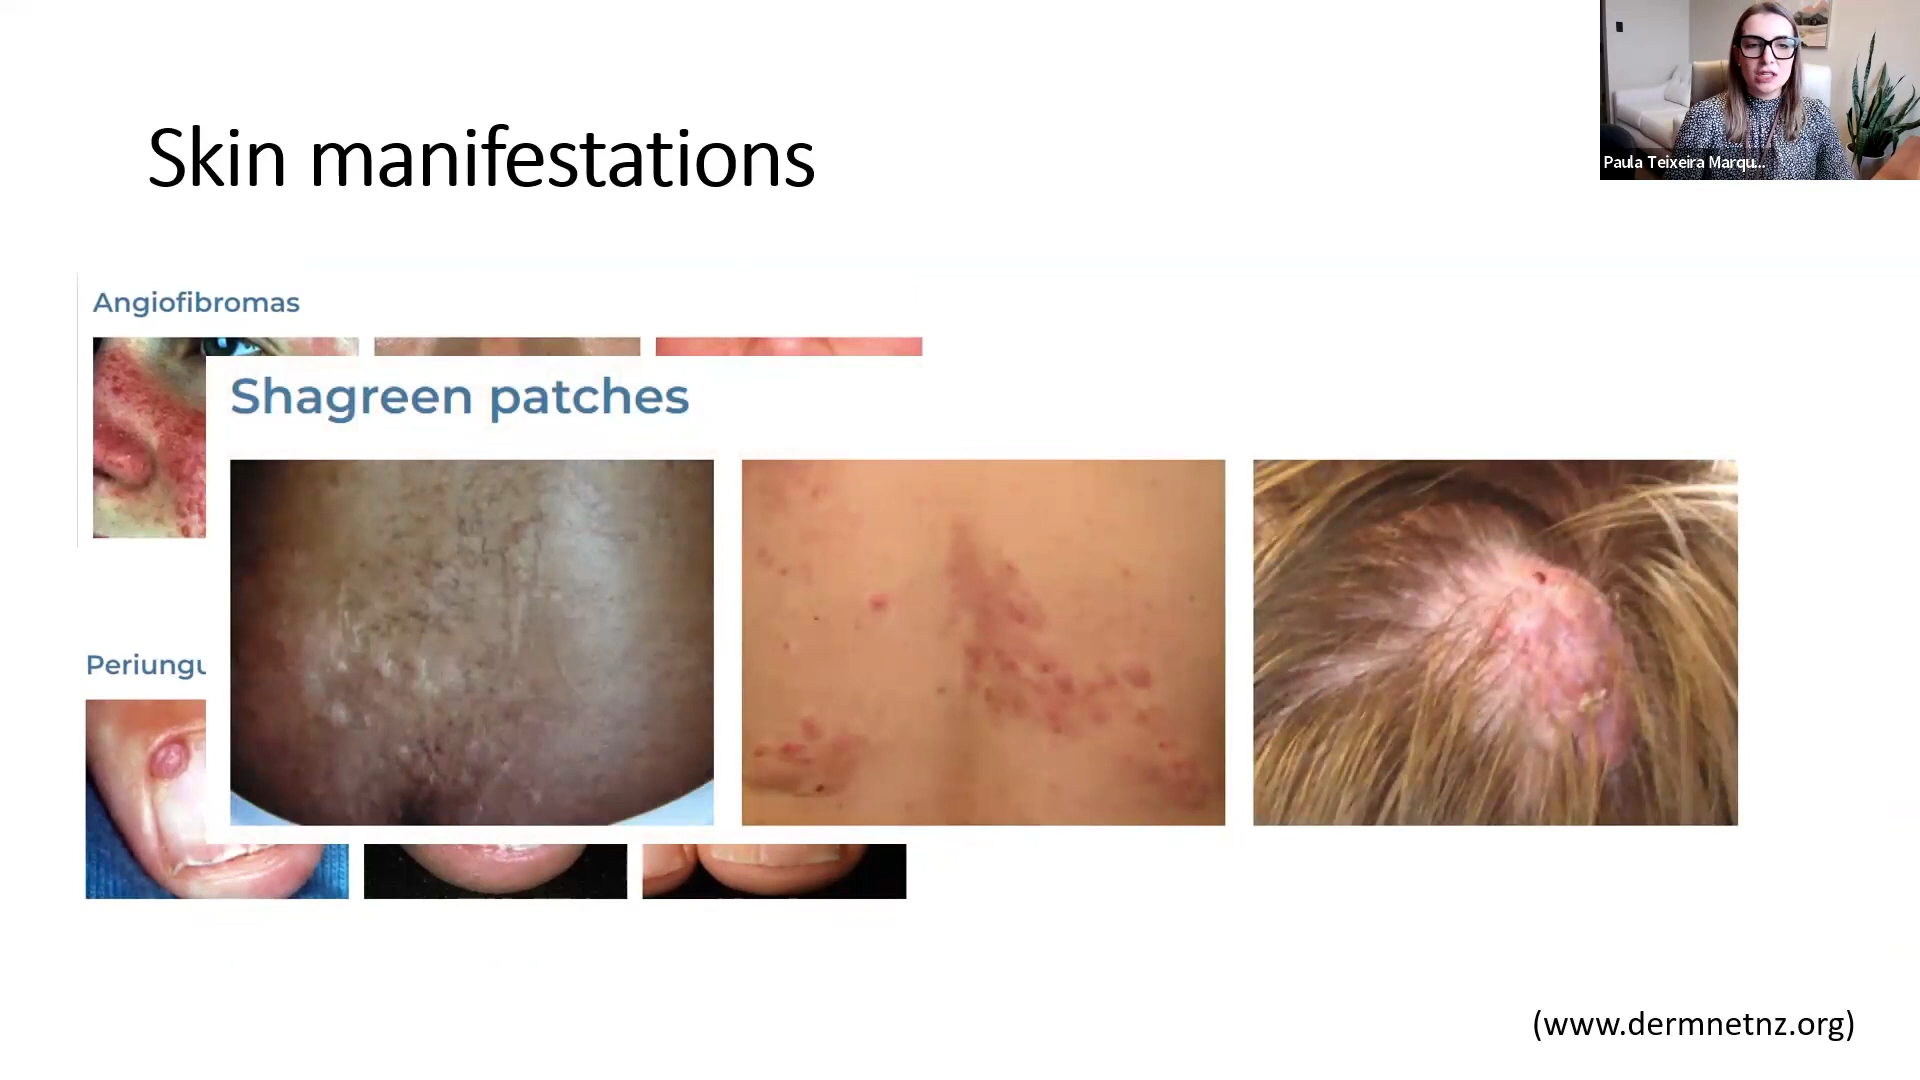 Skin manifestations
Paula Teixeira Marqu...
Angiofibromas
Shagreen patches
Periungu
(www.dermnetnz.org)